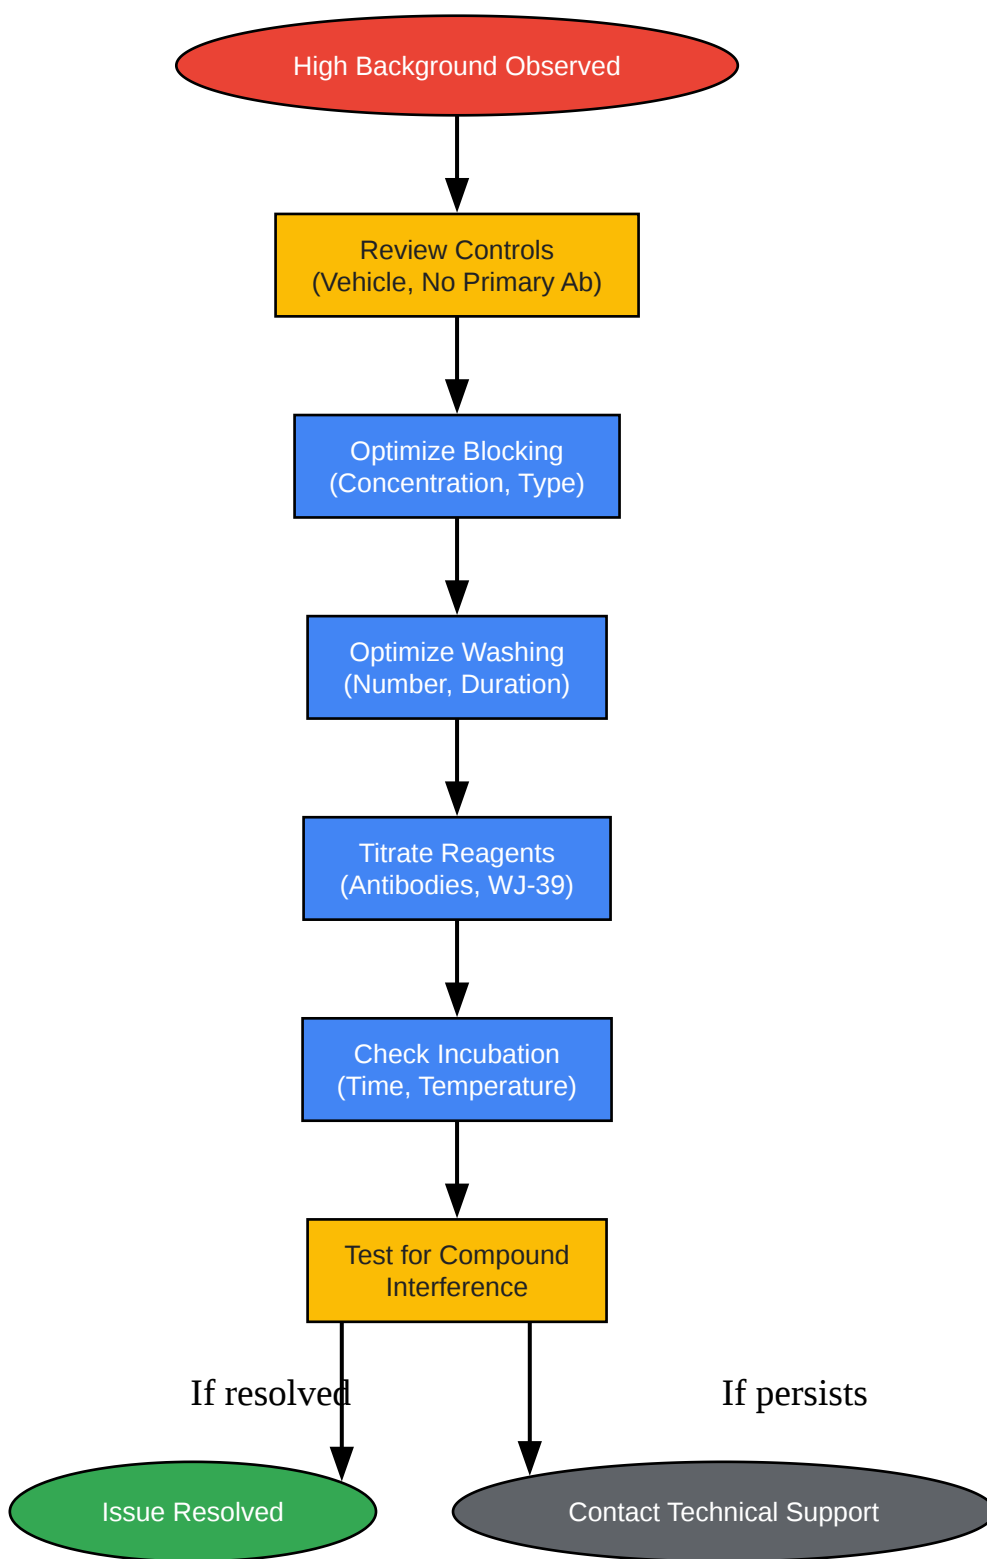 High Background Observed
Review Controls
(Vehicle, No Primary Ab)
Optimize Blocking
(Concentration, Type)
Optimize Washing
(Number, Duration)
Titrate Reagents
(Antibodies, WJ-39)
Check Incubation
(Time, Temperature)
Test for Compound
Interference
If resolved
If persists
Issue Resolved
Contact Technical Support